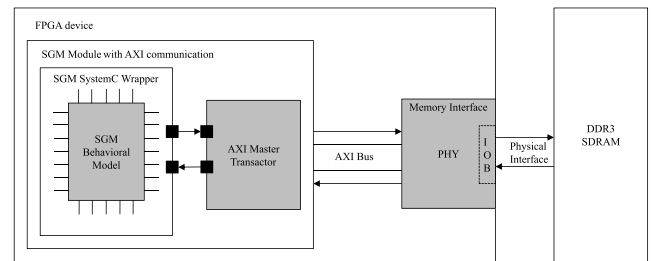 FPGA device
SGM Module with AXI communication
SGM SystemC Wrapper
SGM
Behavioral
Model
AXI Master
Transactor
AXI Bus
Memory Interface
PHY
I
O
B
Physical
Interface
DDR3
SDRAM